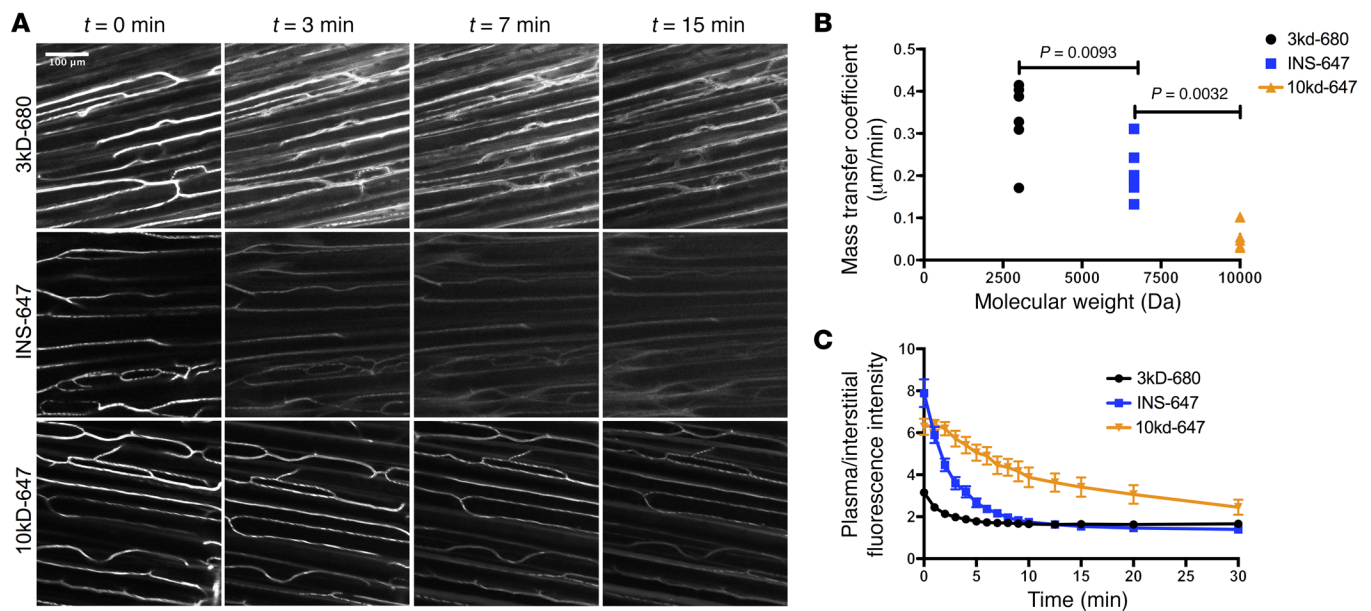 A
t = 0 min
t = 3 min
t = 7 min
t = 15 min
100 µm
3kD-680
INS-647
10kD-647
B
Mass transfer coefficient
(µm/min)
0.5
0.4
0.3
0.2
0.1
0.0
P = 0.0093
P = 0.0032
0
2500
5000
7500
10000
Molecular weight (Da)
3kd-680
INS-647
10kd-647
C
Plasma/interstitial
fluorescence intensity
10
8
6
4
2
0
3kD-680
INS-647
10kd-647
0
5
10
15
20
25
30
Time (min)